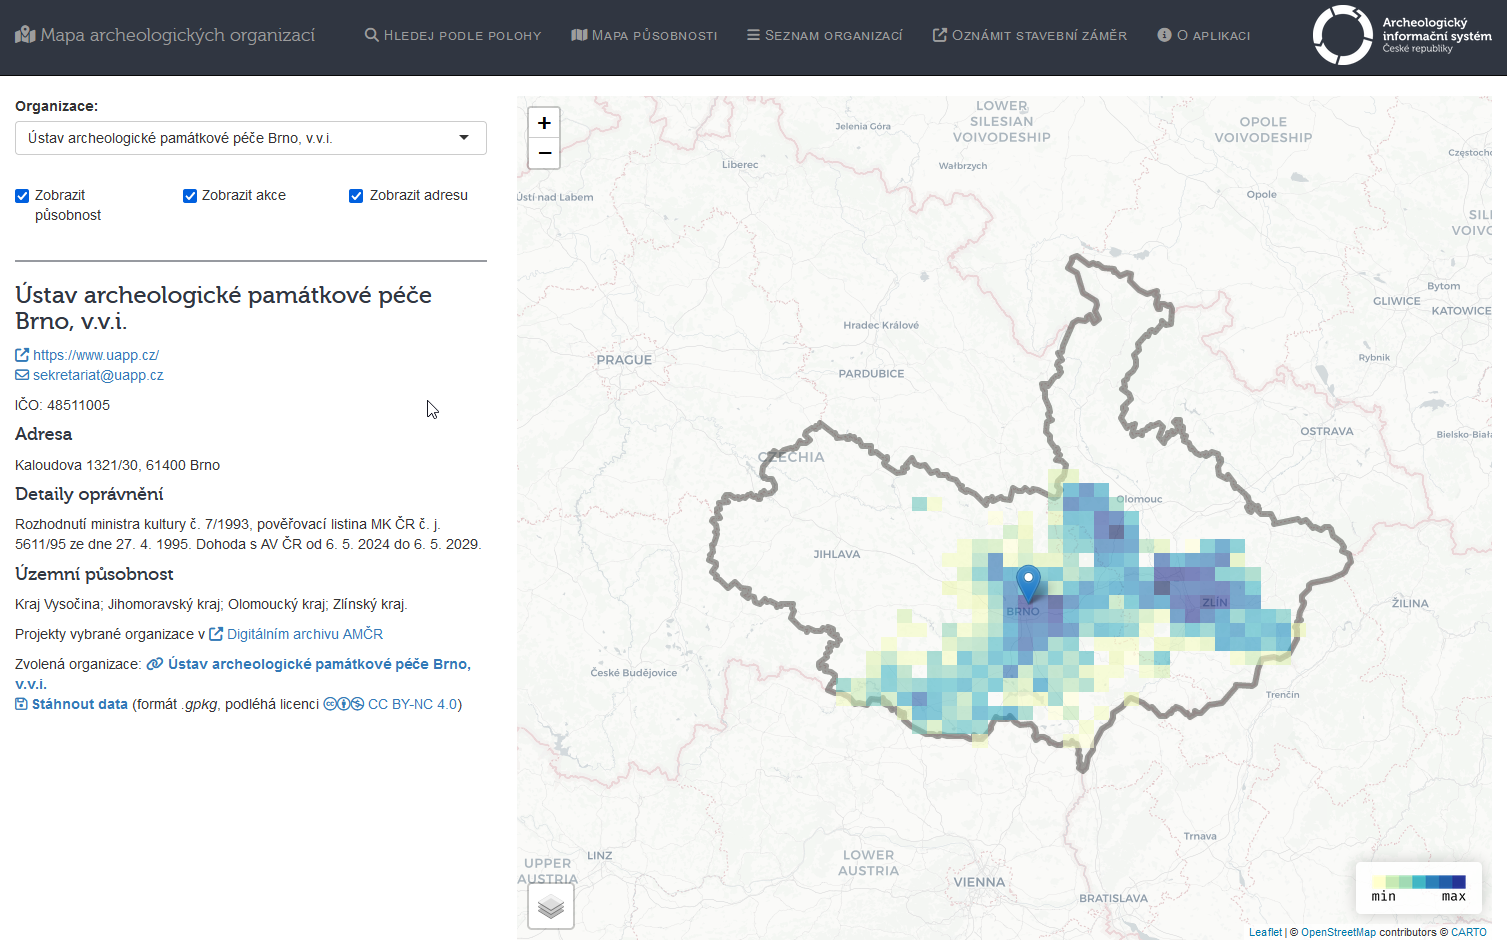 Mapa archeologických organizací
Hledej podle polohy
Mapa působnosti
Seznam organizací
Oznámit stavební záměr
O aplikaci
Archeologický
informační systém
České republiky
Organizace:
Ústav archeologické památkové péče Brno, v.v.i.
Zobrazit
působnost
Zobrazit akce
Zobrazit adresu
Ústav archeologické památkové péče
Brno, v.v.i.
https://www.uapp.cz/
sekretariat@uapp.cz
IČO: 48511005
Adresa
Kaloudova 1321/30, 61400 Brno
Detaily oprávnění
Rozhodnutí ministra kultury č. 7/1993, pověřovací listina MK ČR č. j.
5611/95 ze dne 27. 4. 1995. Dohoda s AV ČR od 6. 5. 2024 do 6. 5. 2029.
Územní působnost
Kraj Vysočina; Jihomoravský kraj; Olomoucký kraj; Zlínský kraj.
Projekty vybrané organizace v Digitálním archivu AMČR
Zvolená organizace: Ústav archeologické památkové péče Brno,
v.v.i.
Stáhnout data (formát .gpkg, podléhá licenci CC BY-NC 4.0)
+
−
LOWER
SILESIAN
VOIVODESHIP
Jelenia Góra
OPOLE
VOIVODESHIP
Częstocho
Liberec
Wałbrzych
Ústí nad Labem
Opole
SILE
VOIVO
Bytom
GLIWICE
KATOWICE
Hradec Králové
PRAGUE
Rybnik
PARDUBICE
OSTRAVA
Bielsko-Biała
CZECHIA
Olomouc
JIHLAVA
ZLÍN
ŽILINA
BRNO
České Budějovice
Trenčín
Trnava
LINZ
UPPER
AUSTRIA
LOWER
AUSTRIA
VIENNA
BRATISLAVA
min max
Leaflet | © OpenStreetMap contributors © CARTO